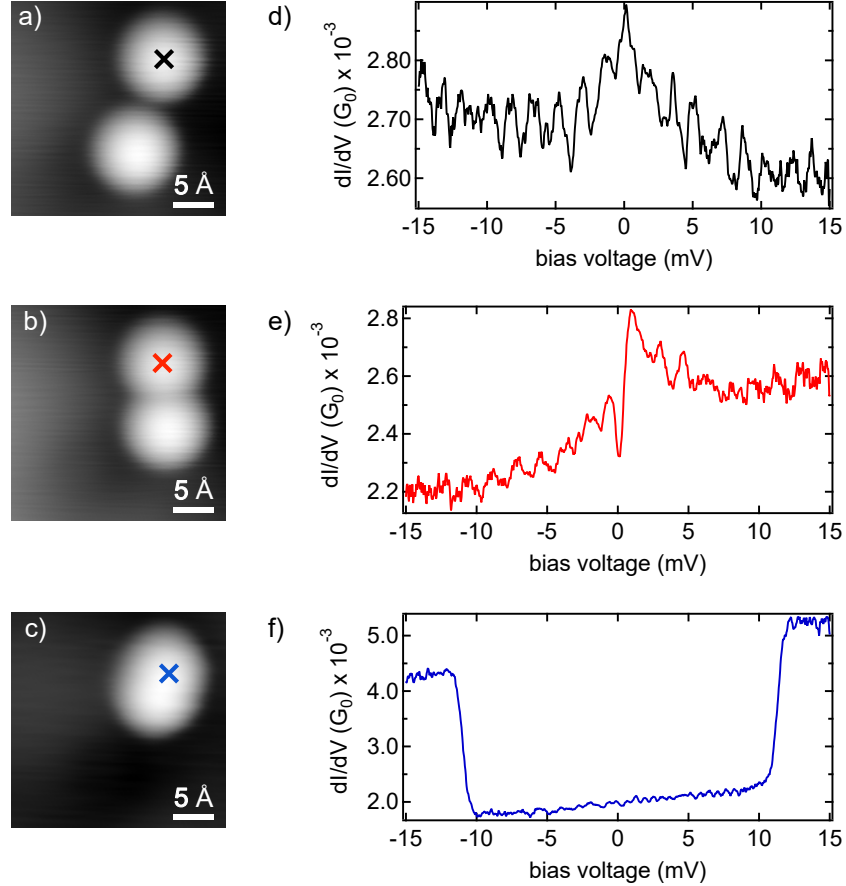 a)
5 Å
d)
dI/dV (G₀) x 10⁻³
2.80
2.70
2.60
-15 -10 -5 0 5 10 15
bias voltage (mV)
b)
5 Å
e)
dI/dV (G₀) x 10⁻³
2.8
2.6
2.4
2.2
-15 -10 -5 0 5 10 15
bias voltage (mV)
c)
5 Å
f)
dI/dV (G₀) x 10⁻³
5.0
4.0
3.0
2.0
-15 -10 -5 0 5 10 15
bias voltage (mV)